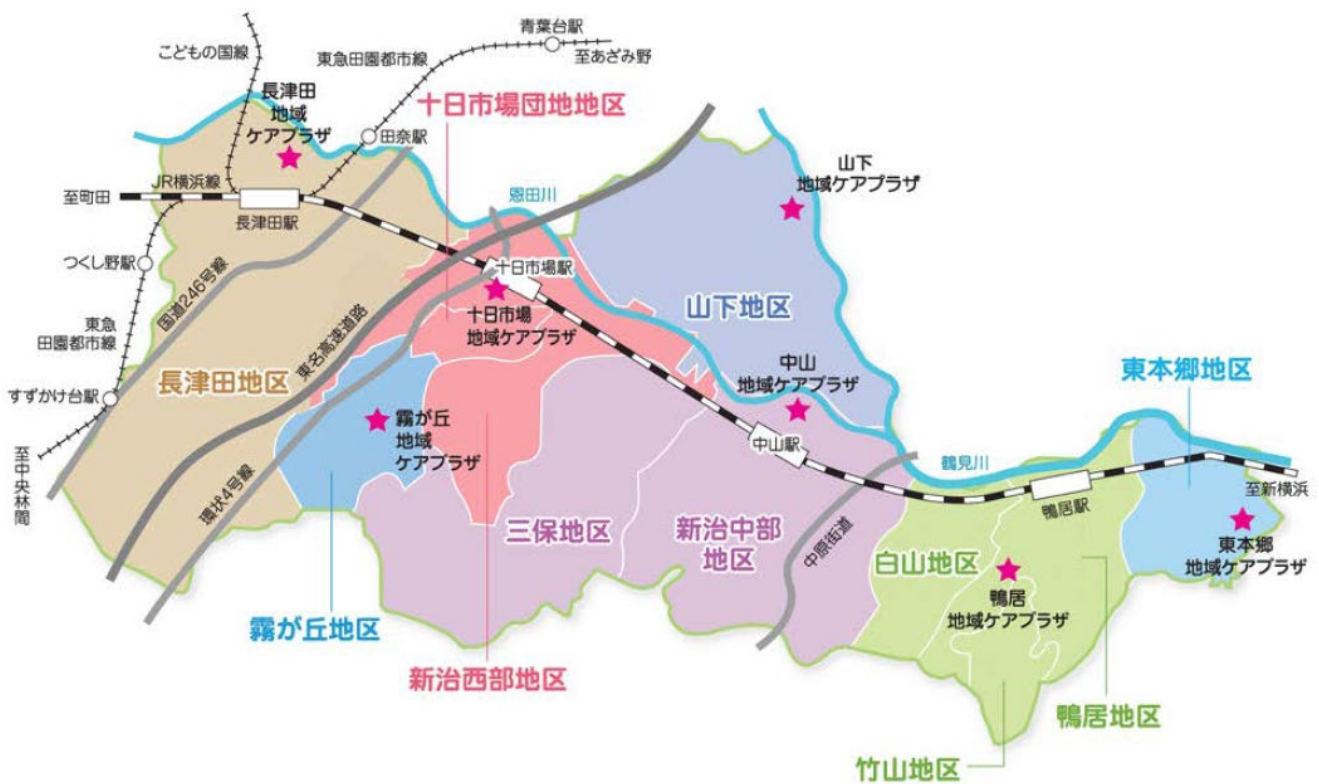 こどもの国線
東急田園都市線
青葉台駅
至あざみ野
長津田
地域
ケアプラザ
十日市場団地地区
田奈駅
山下
地域ケアプラザ
恩田川
JR横浜線
至町田
長津田駅
つくし野駅
国道246号線
十日市場駅
東急
田園都市線
東名高速道路
十日市場
地域ケアプラザ
山下地区
中山
地域ケアプラザ
東本郷地区
長津田地区
すずかけ台駅
霧が丘
地域
ケアプラザ
中山駅
鶴見川
至中央林間
環状4号線
鴨居駅
至新横浜
三保地区
新治中部
地区
中原街道
白山地区
東本郷
地域ケアプラザ
鴨居
地域ケアプラザ
霧が丘地区
新治西部地区
鴨居地区
竹山地区